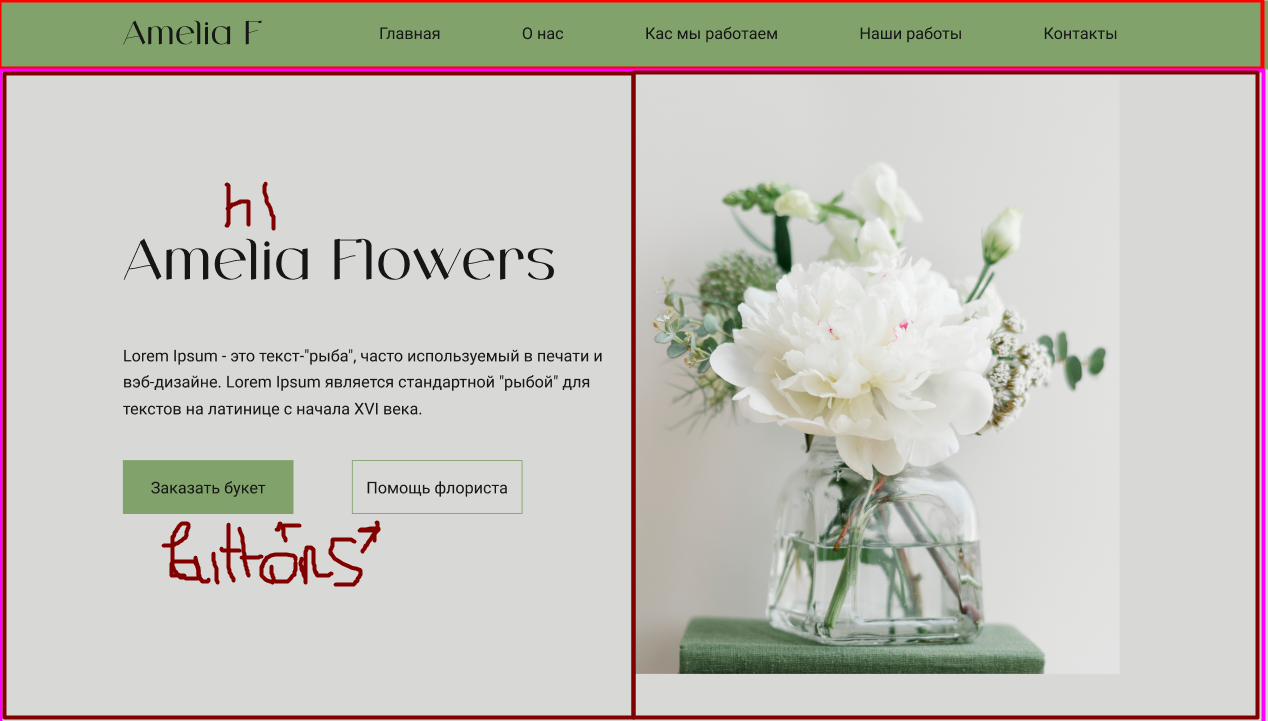 Amelia F
Главная О нас Кас мы работаем Наши работы Контакты
h1
Amelia Flowers
Lorem Ipsum - это текст-"рыба", часто используемый в печати и
вэб-дизайне. Lorem Ipsum является стандартной "рыбой" для
текстов на латинице с начала XVI века.
Заказать букет Помощь флориста
buttons